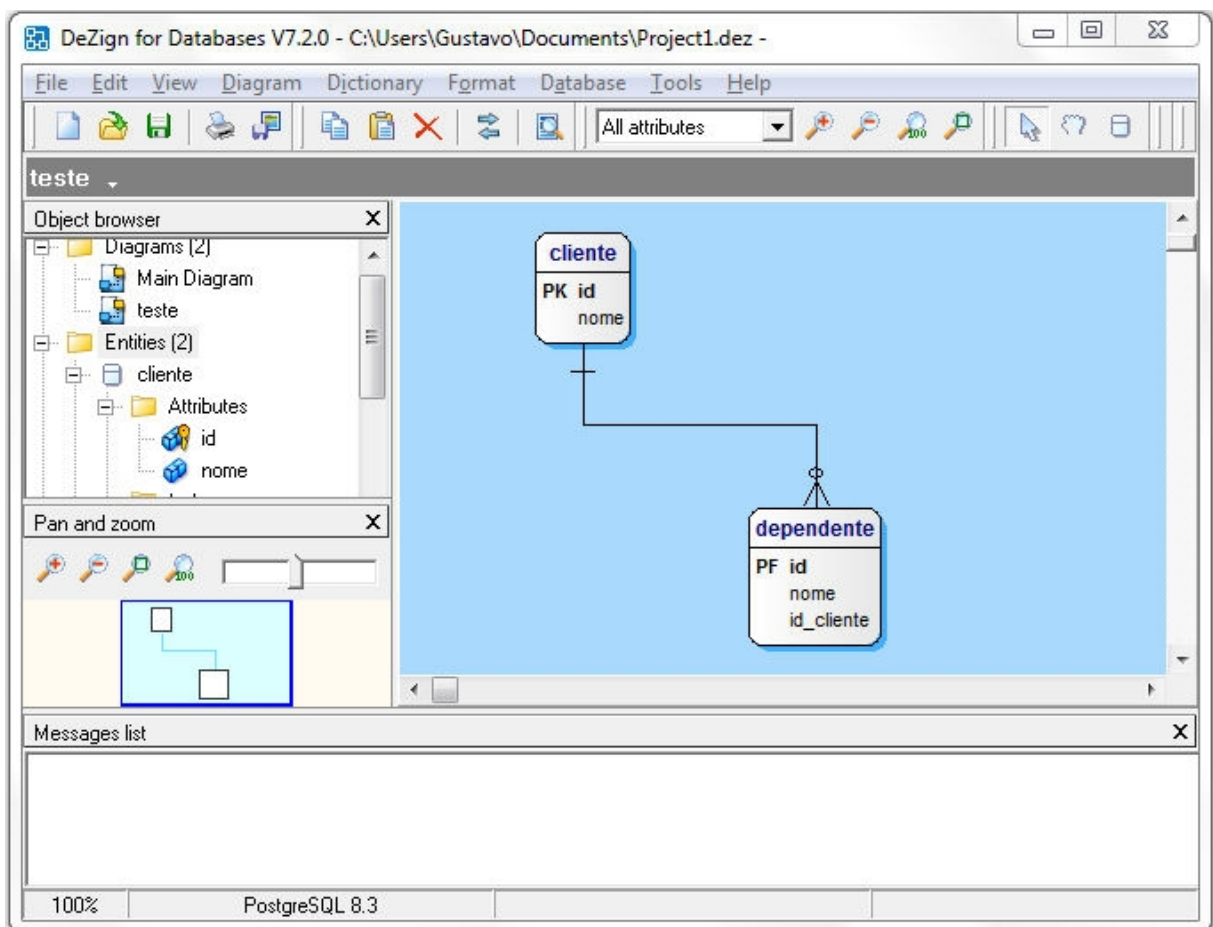 DeZign for Databases V7.2.0 - C:\Users\Gustavo\Documents\Project1.dez -
File Edit View Diagram Dictionary Format Database Tools Help
All attributes
teste
Object browser
Diagrams (2)
Main Diagram
teste
Entities (2)
cliente
Attributes
id
nome
Pan and zoom
100
cliente
PK id
nome
dependente
PF id
nome
id_cliente
Messages list
100% PostgreSQL 8.3